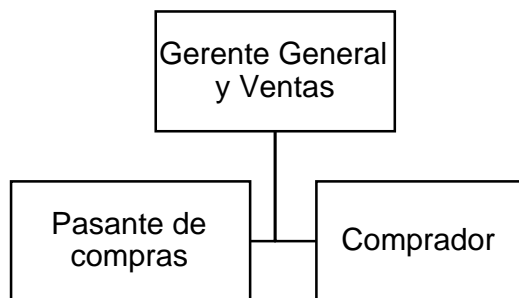 Gerente General
y Ventas
Pasante de
compras
Comprador